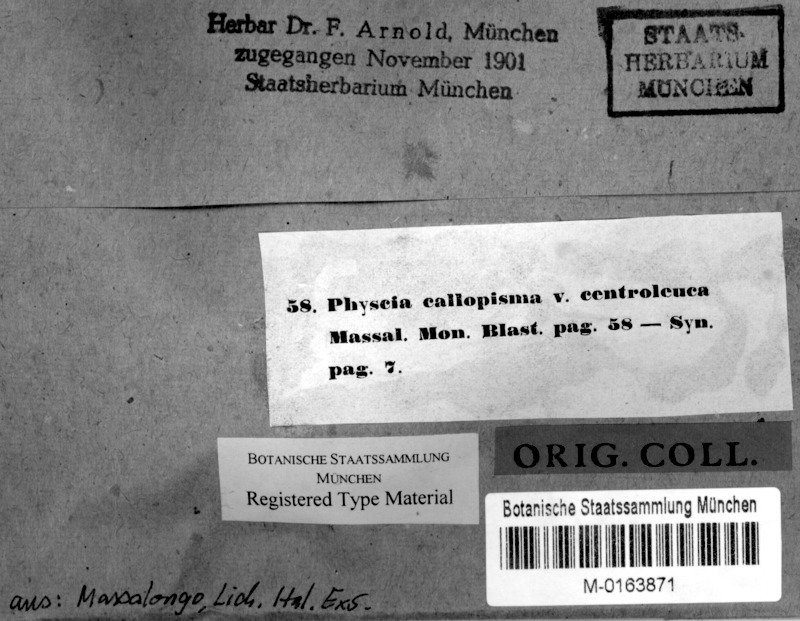 Herbar Dr. F. Arnold, München
zugegangen November 1901
Staatsherbarium München
STAATS-
HERBARIUM
MÜNCHEN
58. Physcia callopisma v. centroleuca
Massal. Mon. Blast. pag. 58 — Syn.
pag. 7.
BOTANISCHE STAATSSAMMLUNG
MÜNCHEN
Registered Type Material
ORIG. COLL.
Botanische Staatssammlung München
M-0163871
aus: Massalongo, Lich. Ital. Exs.